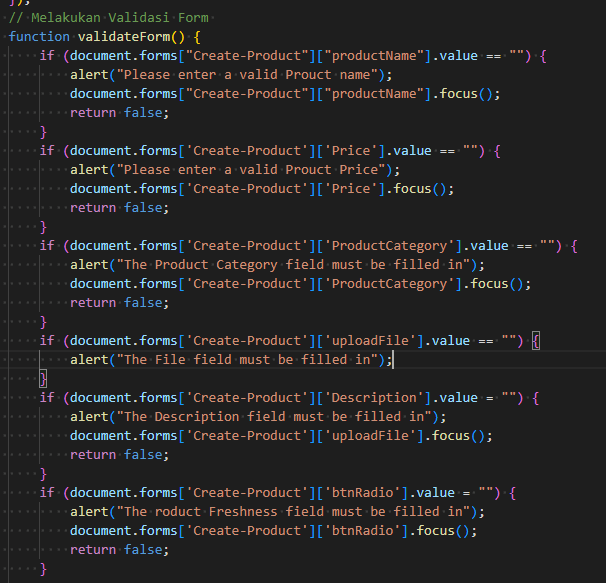 });
// Melakukan Validasi Form
function validateForm() {
if (document.forms["Create-Product"]["productName"].value == "") {
alert("Please enter a valid Prouct name");
document.forms["Create-Product"]["productName"].focus();
return false;
}
if (document.forms['Create-Product']['Price'].value == "") {
alert("Please enter a valid Prouct Price");
document.forms['Create-Product']['Price'].focus();
return false;
}
if (document.forms['Create-Product']['ProductCategory'].value == "") {
alert("The Product Category field must be filled in");
document.forms['Create-Product']['ProductCategory'].focus();
return false;
}
if (document.forms['Create-Product']['uploadFile'].value == "") {
alert("The File field must be filled in");
}
if (document.forms['Create-Product']['Description'].value = "") {
alert("The Description field must be filled in");
document.forms['Create-Product']['uploadFile'].focus();
return false;
}
if (document.forms['Create-Product']['btnRadio'].value = "") {
alert("The roduct Freshness field must be filled in");
document.forms['Create-Product']['btnRadio'].focus();
return false;
}